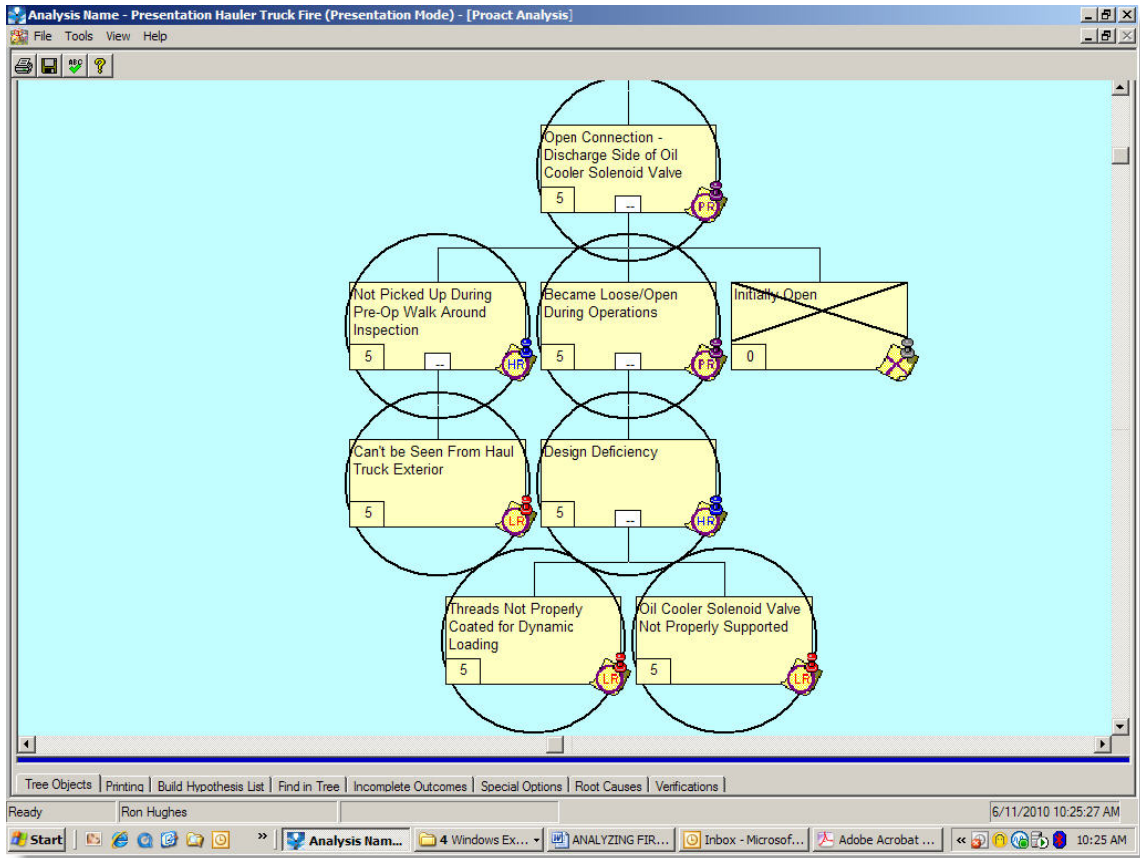 Analysis Name - Presentation Hauler Truck Fire (Presentation Mode) - [Proact Analysis]
File Tools View Help
ABC
Open Connection -
Discharge Side of Oil
Cooler Solenoid Valve
5 -- PR
Not Picked Up During
Pre-Op Walk Around
Inspection
5 -- HR
Became Loose/Open
During Operations
5 -- PR
Initially Open
0
Can't be Seen From Haul
Truck Exterior
5 LR
Design Deficiency
5 -- HR
Threads Not Properly
Coated for Dynamic
Loading
5 LR
Oil Cooler Solenoid Valve
Not Properly Supported
5 LR
Tree Objects Printing Build Hypothesis List Find in Tree Incomplete Outcomes Special Options Root Causes Verifications
Ready Ron Hughes 6/11/2010 10:25:27 AM
Start » Analysis Nam... 4 Windows Ex... ANALYZING FIR... Inbox - Microsof... Adobe Acrobat ... « 10:25 AM